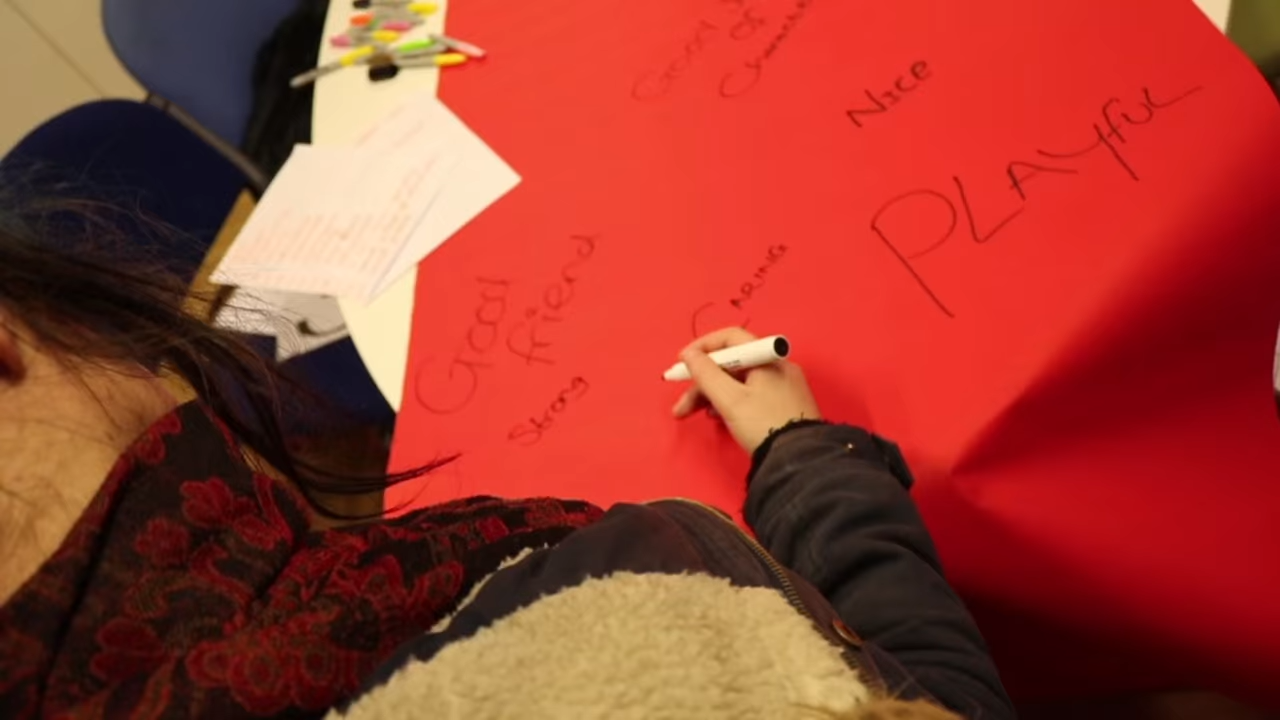 Good
of
Nice
PLAYfuL
CARING
Good
friend
Strong